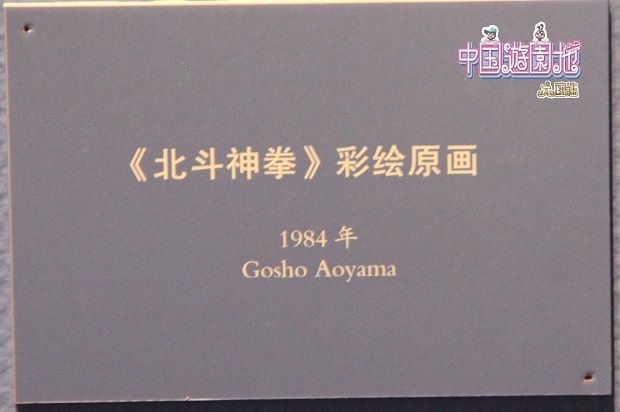 中国遊園地
《北斗神拳》彩绘原画
1984 年
Gosho Aoyama